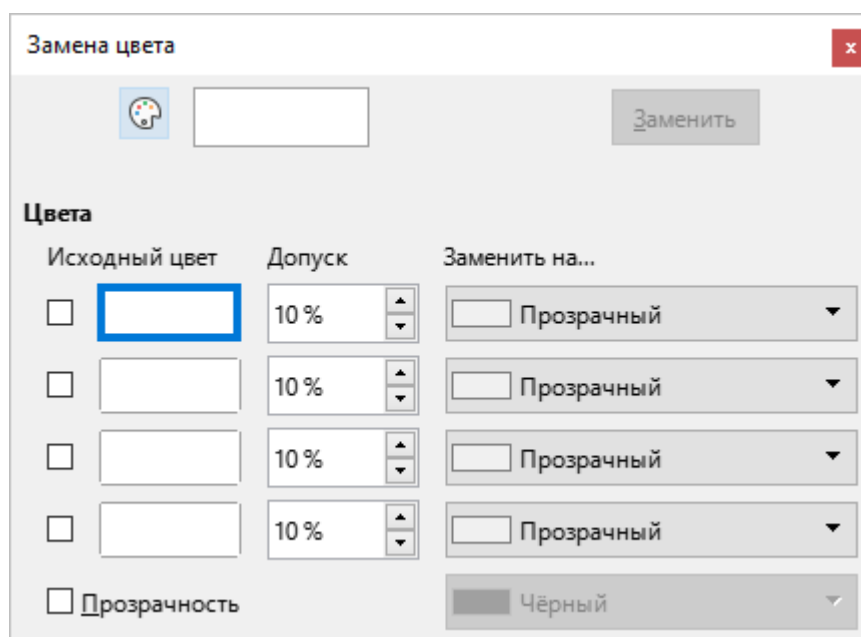 Замена цвета
x
Заменить
Цвета
Исходный цвет Допуск Заменить на...
10 % Прозрачный
10 % Прозрачный
10 % Прозрачный
10 % Прозрачный
Прозрачность Чёрный